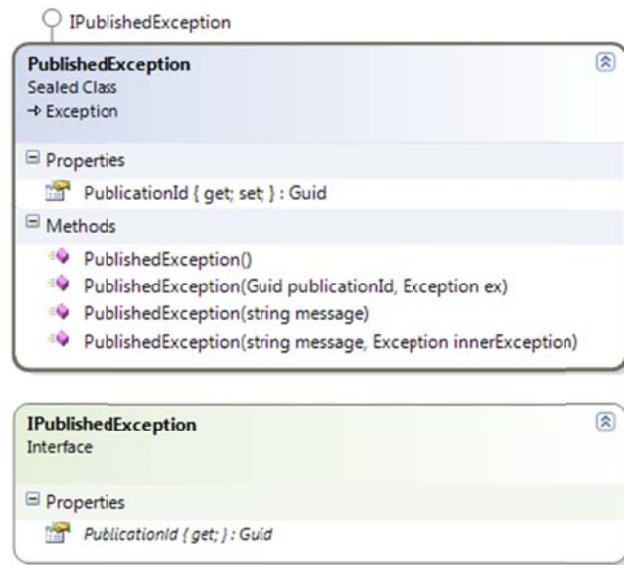 IPublishedException
PublishedException
Sealed Class
→ Exception
Properties
PublicationId { get; set; } : Guid
Methods
PublishedException()
PublishedException(Guid publicationId, Exception ex)
PublishedException(string message)
PublishedException(string message, Exception innerException)
IPublishedException
Interface
Properties
PublicationId { get; } : Guid